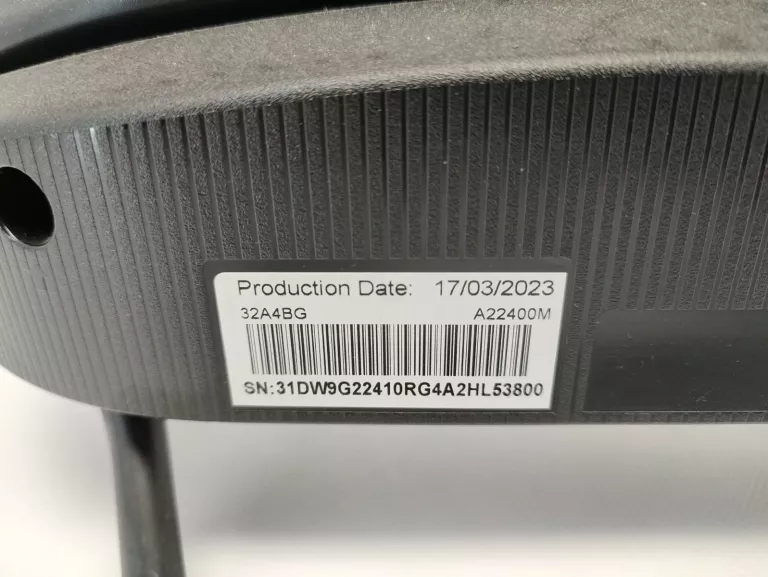 Production Date: 17/03/2023
32A4BG A22400M
SN:31DW9G22410RG4A2HL53800